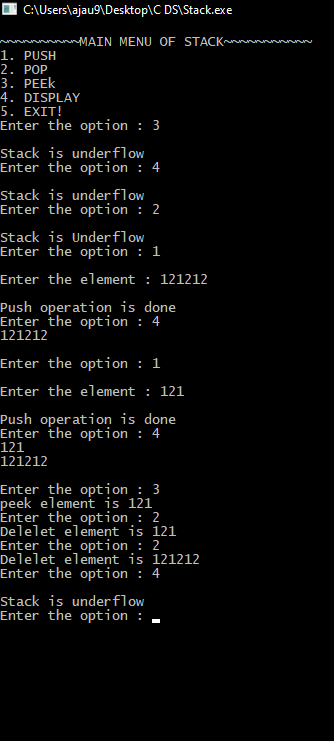 C:\Users\ajau9\Desktop\C DS\Stack.exe
~~~~~~~~~~MAIN MENU OF STACK~~~~~~~~~~~
1. PUSH
2. POP
3. PEEk
4. DISPLAY
5. EXIT!
Enter the option : 3
Stack is underflow
Enter the option : 4
Stack is underflow
Enter the option : 2
Stack is Underflow
Enter the option : 1
Enter the element : 121212
Push operation is done
Enter the option : 4
121212
Enter the option : 1
Enter the element : 121
Push operation is done
Enter the option : 4
121
121212
Enter the option : 3
peek element is 121
Enter the option : 2
Delelet element is 121
Enter the option : 2
Delelet element is 121212
Enter the option : 4
Stack is underflow
Enter the option :